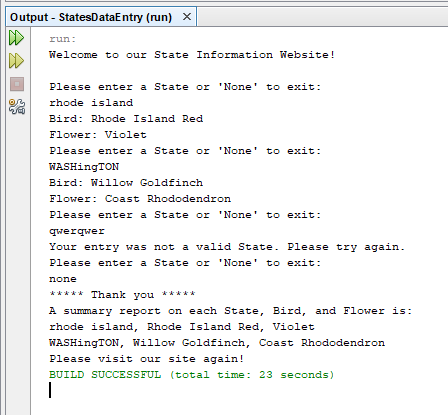 Output - StatesDataEntry (run)
run:
Welcome to our State Information Website!
Please enter a State or 'None' to exit:
rhode island
Bird: Rhode Island Red
Flower: Violet
Please enter a State or 'None' to exit:
WASHingTON
Bird: Willow Goldfinch
Flower: Coast Rhododendron
Please enter a State or 'None' to exit:
qwerqwer
Your entry was not a valid State. Please try again.
Please enter a State or 'None' to exit:
none
***** Thank you *****
A summary report on each State, Bird, and Flower is:
rhode island, Rhode Island Red, Violet
WASHingTON, Willow Goldfinch, Coast Rhododendron
Please visit our site again!
BUILD SUCCESSFUL (total time: 23 seconds)